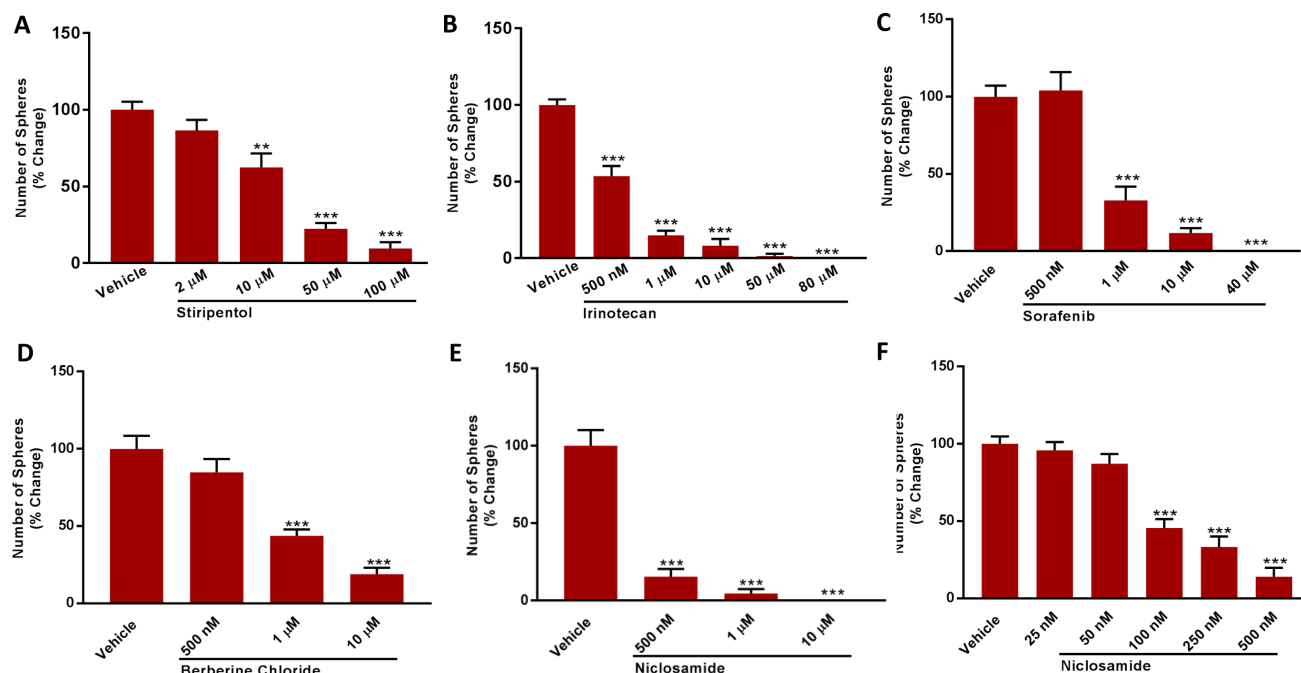 A
Number of Spheres
(% Change)
150
100
50
0
**
***
***
Vehicle
2 μM
10 μM
50 μM
100 μM
Stiripentol
B
Number of Spheres
(% Change)
150
100
50
0
***
***
***
***
***
Vehicle
500 nM
1 μM
10 μM
50 μM
80 μM
Irinotecan
C
Number of Spheres
(% Change)
150
100
50
0
***
***
***
Vehicle
500 nM
1 μM
10 μM
40 μM
Sorafenib
D
Number of Spheres
(% Change)
150
100
50
0
***
***
Vehicle
500 nM
1 μM
10 μM
Berberine Chloride
E
Number of Spheres
(% Change)
150
100
50
0
***
***
***
Vehicle
500 nM
1 μM
10 μM
Niclosamide
F
Number of Spheres
(% Change)
150
100
50
0
***
***
***
Vehicle
25 nM
50 nM
100 nM
250 nM
500 nM
Niclosamide